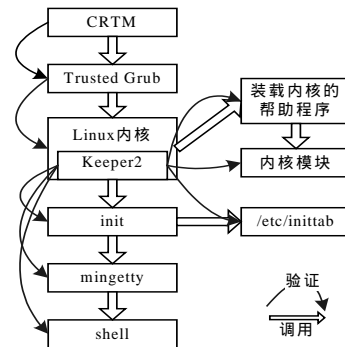 CRTM
Trusted Grub
装载内核的
帮助程序
Linux内核
Keeper2
内核模块
init
/etc/inittab
mingetty
验证
调用
shell